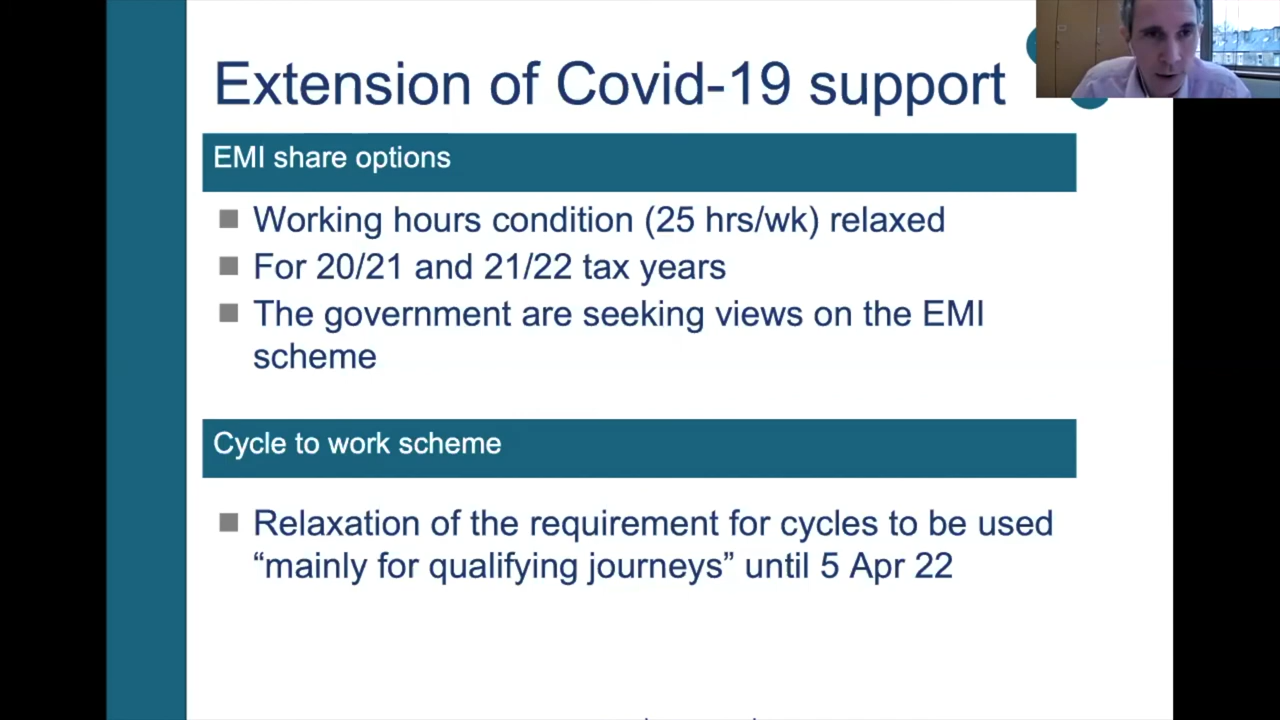 Extension of Covid-19 support
EMI share options
Working hours condition (25 hrs/wk) relaxed
For 20/21 and 21/22 tax years
The government are seeking views on the EMI
scheme
Cycle to work scheme
Relaxation of the requirement for cycles to be used
“mainly for qualifying journeys” until 5 Apr 22